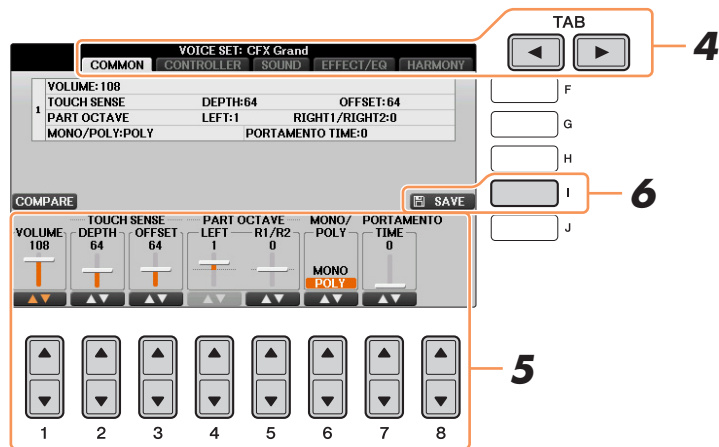 TAB
4
VOICE SET: CFX Grand
COMMON CONTROLLER SOUND EFFECT/EQ HARMONY
VOLUME:108
1 TOUCH SENSE DEPTH:64 OFFSET:64
PART OCTAVE LEFT:1 RIGHT1/RIGHT2:0
MONO/POLY:POLY PORTAMENTO TIME:0
F
G
H
I
J
6
COMPARE SAVE
TOUCH SENSE PART OCTAVE MONO/ PORTAMENTO
VOLUME DEPTH OFFSET LEFT R1/R2 POLY TIME
108 64 64 1 0 0
MONO
POLY
5
1 2 3 4 5 6 7 8